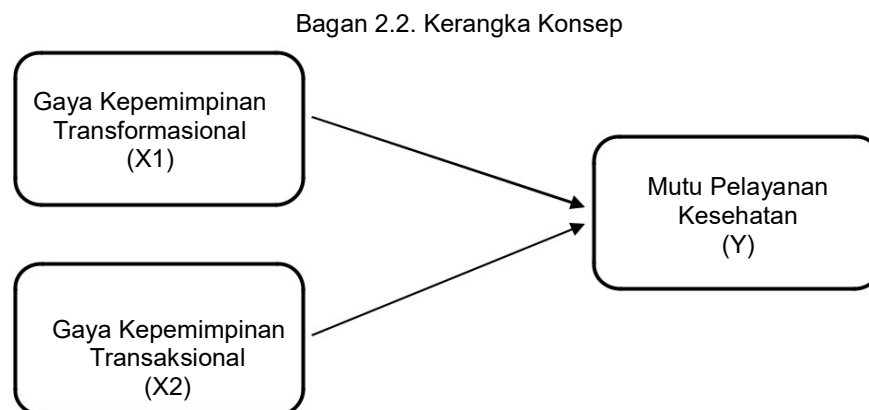 Bagan 2.2. Kerangka Konsep
Gaya Kepemimpinan
Transformasional
(X1)
Mutu Pelayanan
Kesehatan
(Y)
Gaya Kepemimpinan
Transaksional
(X2)